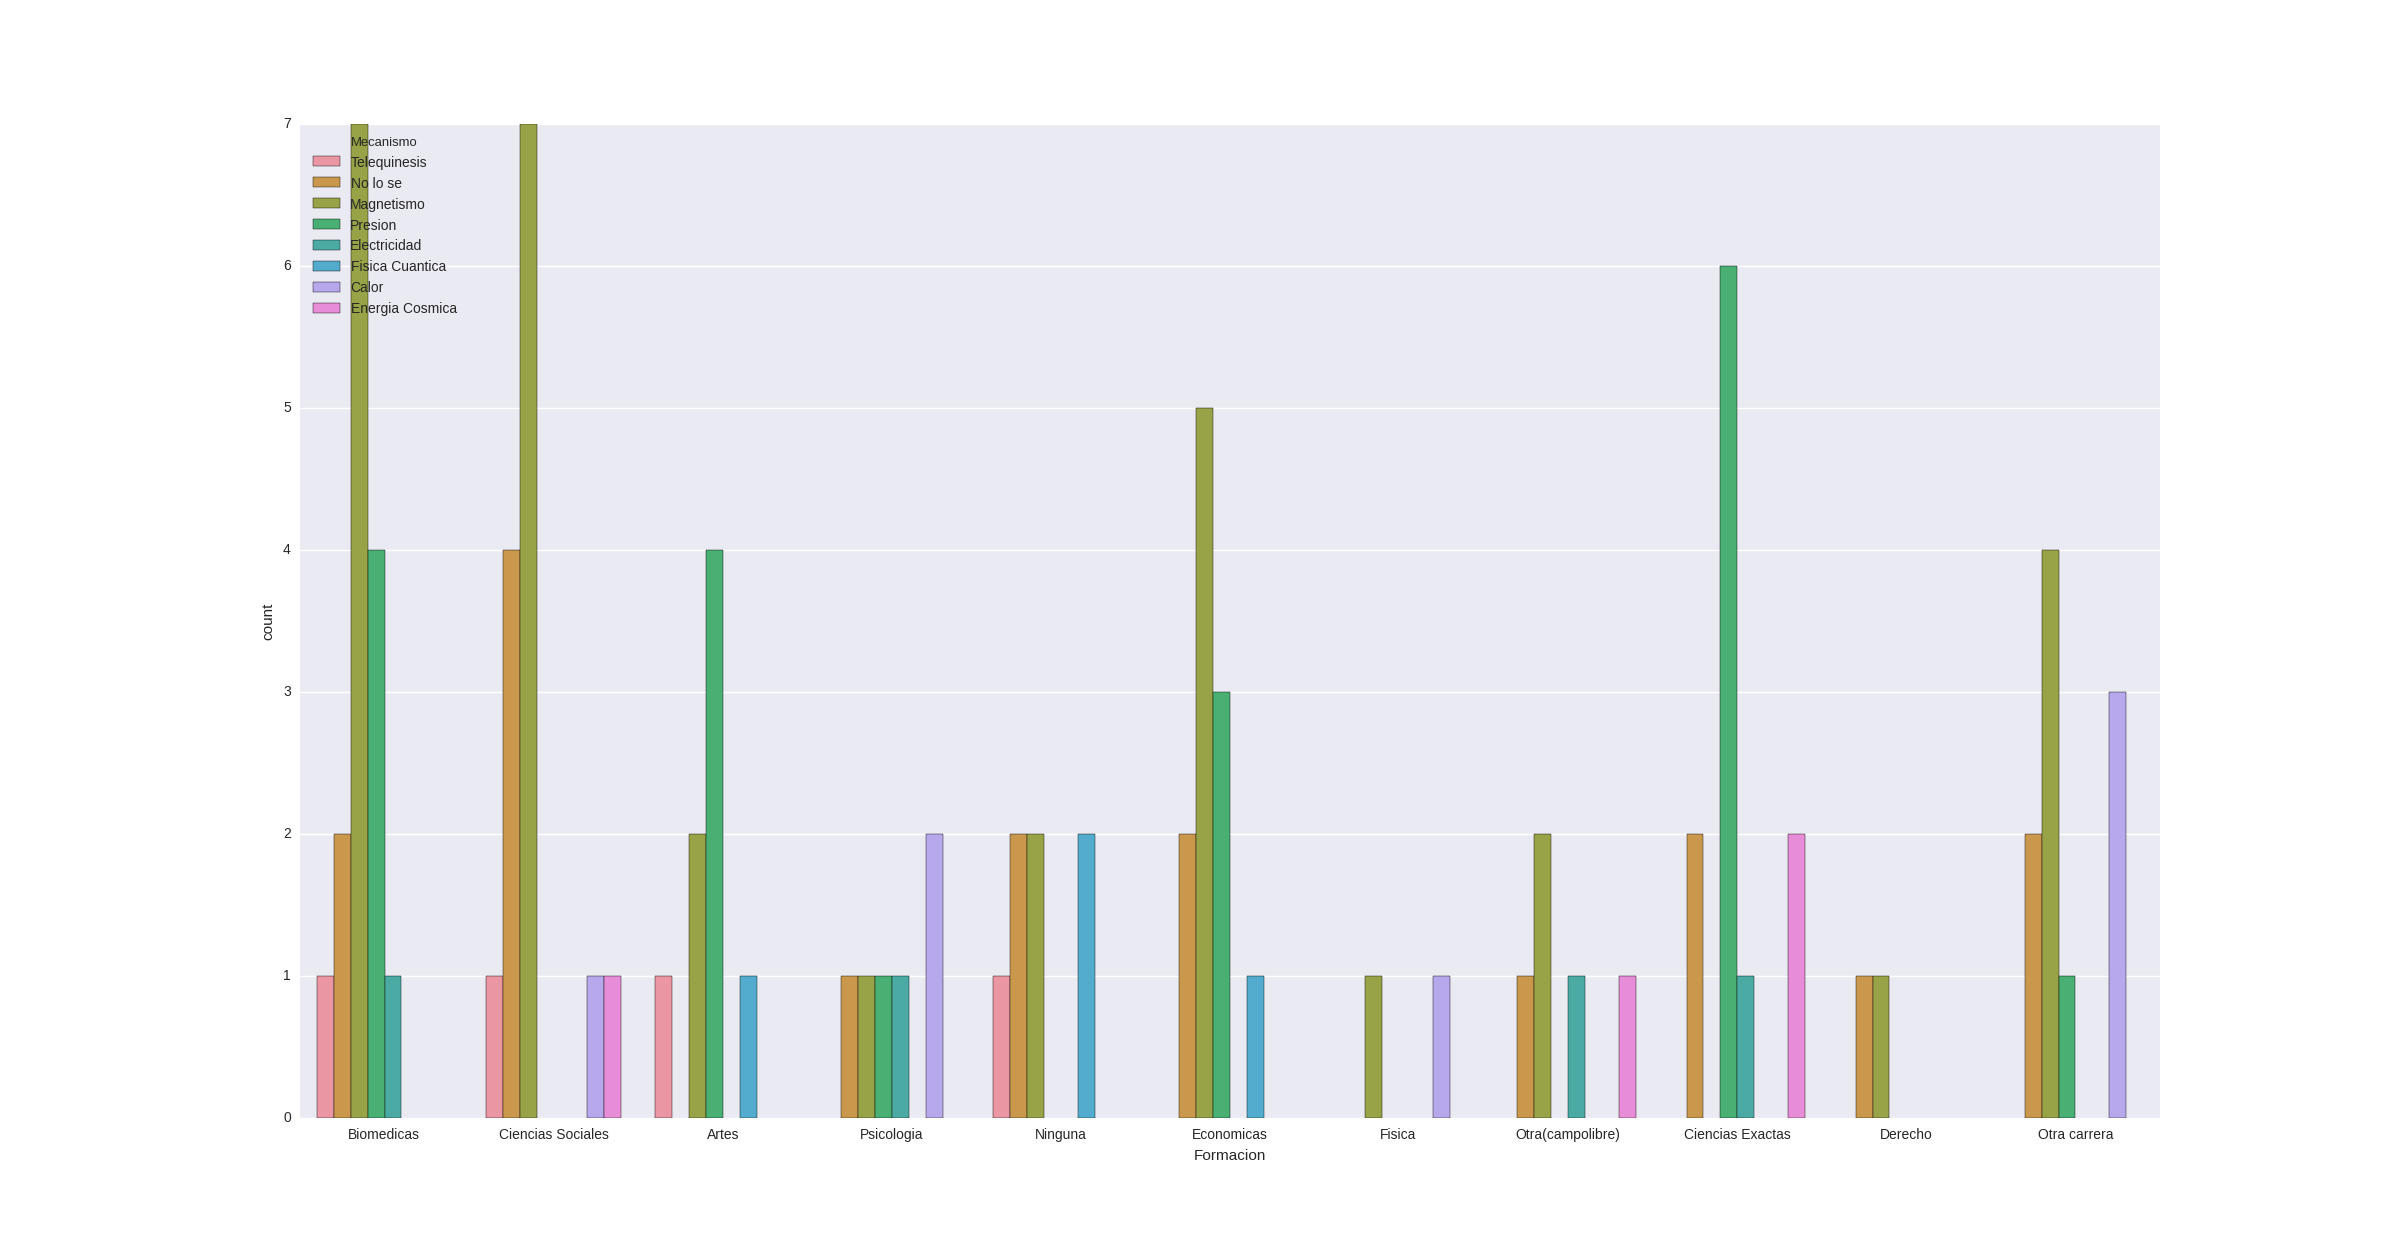 7
6
5
4
3
2
1
0
count
Mecanismo
Telequinesis
No lo se
Magnetismo
Presion
Electricidad
Fisica Cuantica
Calor
Energia Cosmica
Biomedicas Ciencias Sociales Artes Psicologia Ninguna Economicas Fisica Otra(campolibre) Ciencias Exactas Derecho Otra carrera
Formacion